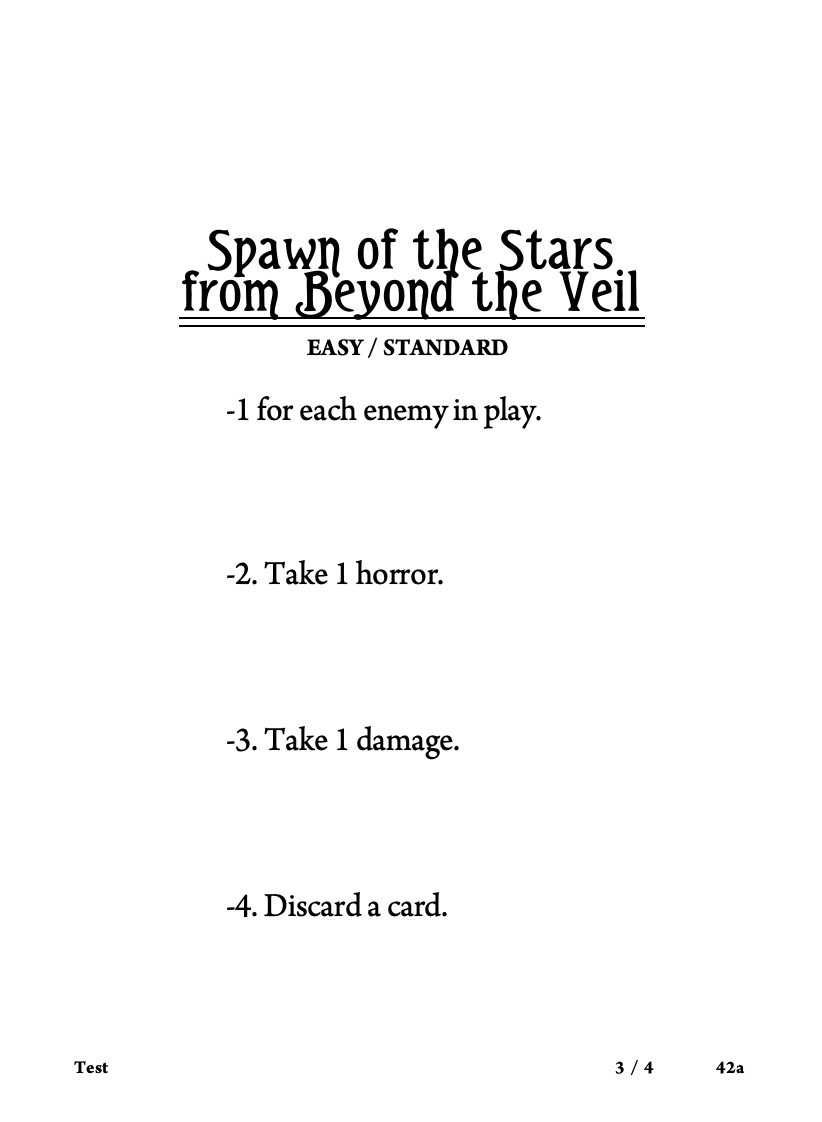 Spawn of the Stars
from Beyond the Veil
EASY / STANDARD
-1 for each enemy in play.
-2. Take 1 horror.
-3. Take 1 damage.
-4. Discard a card.
Test 3 / 4 42a